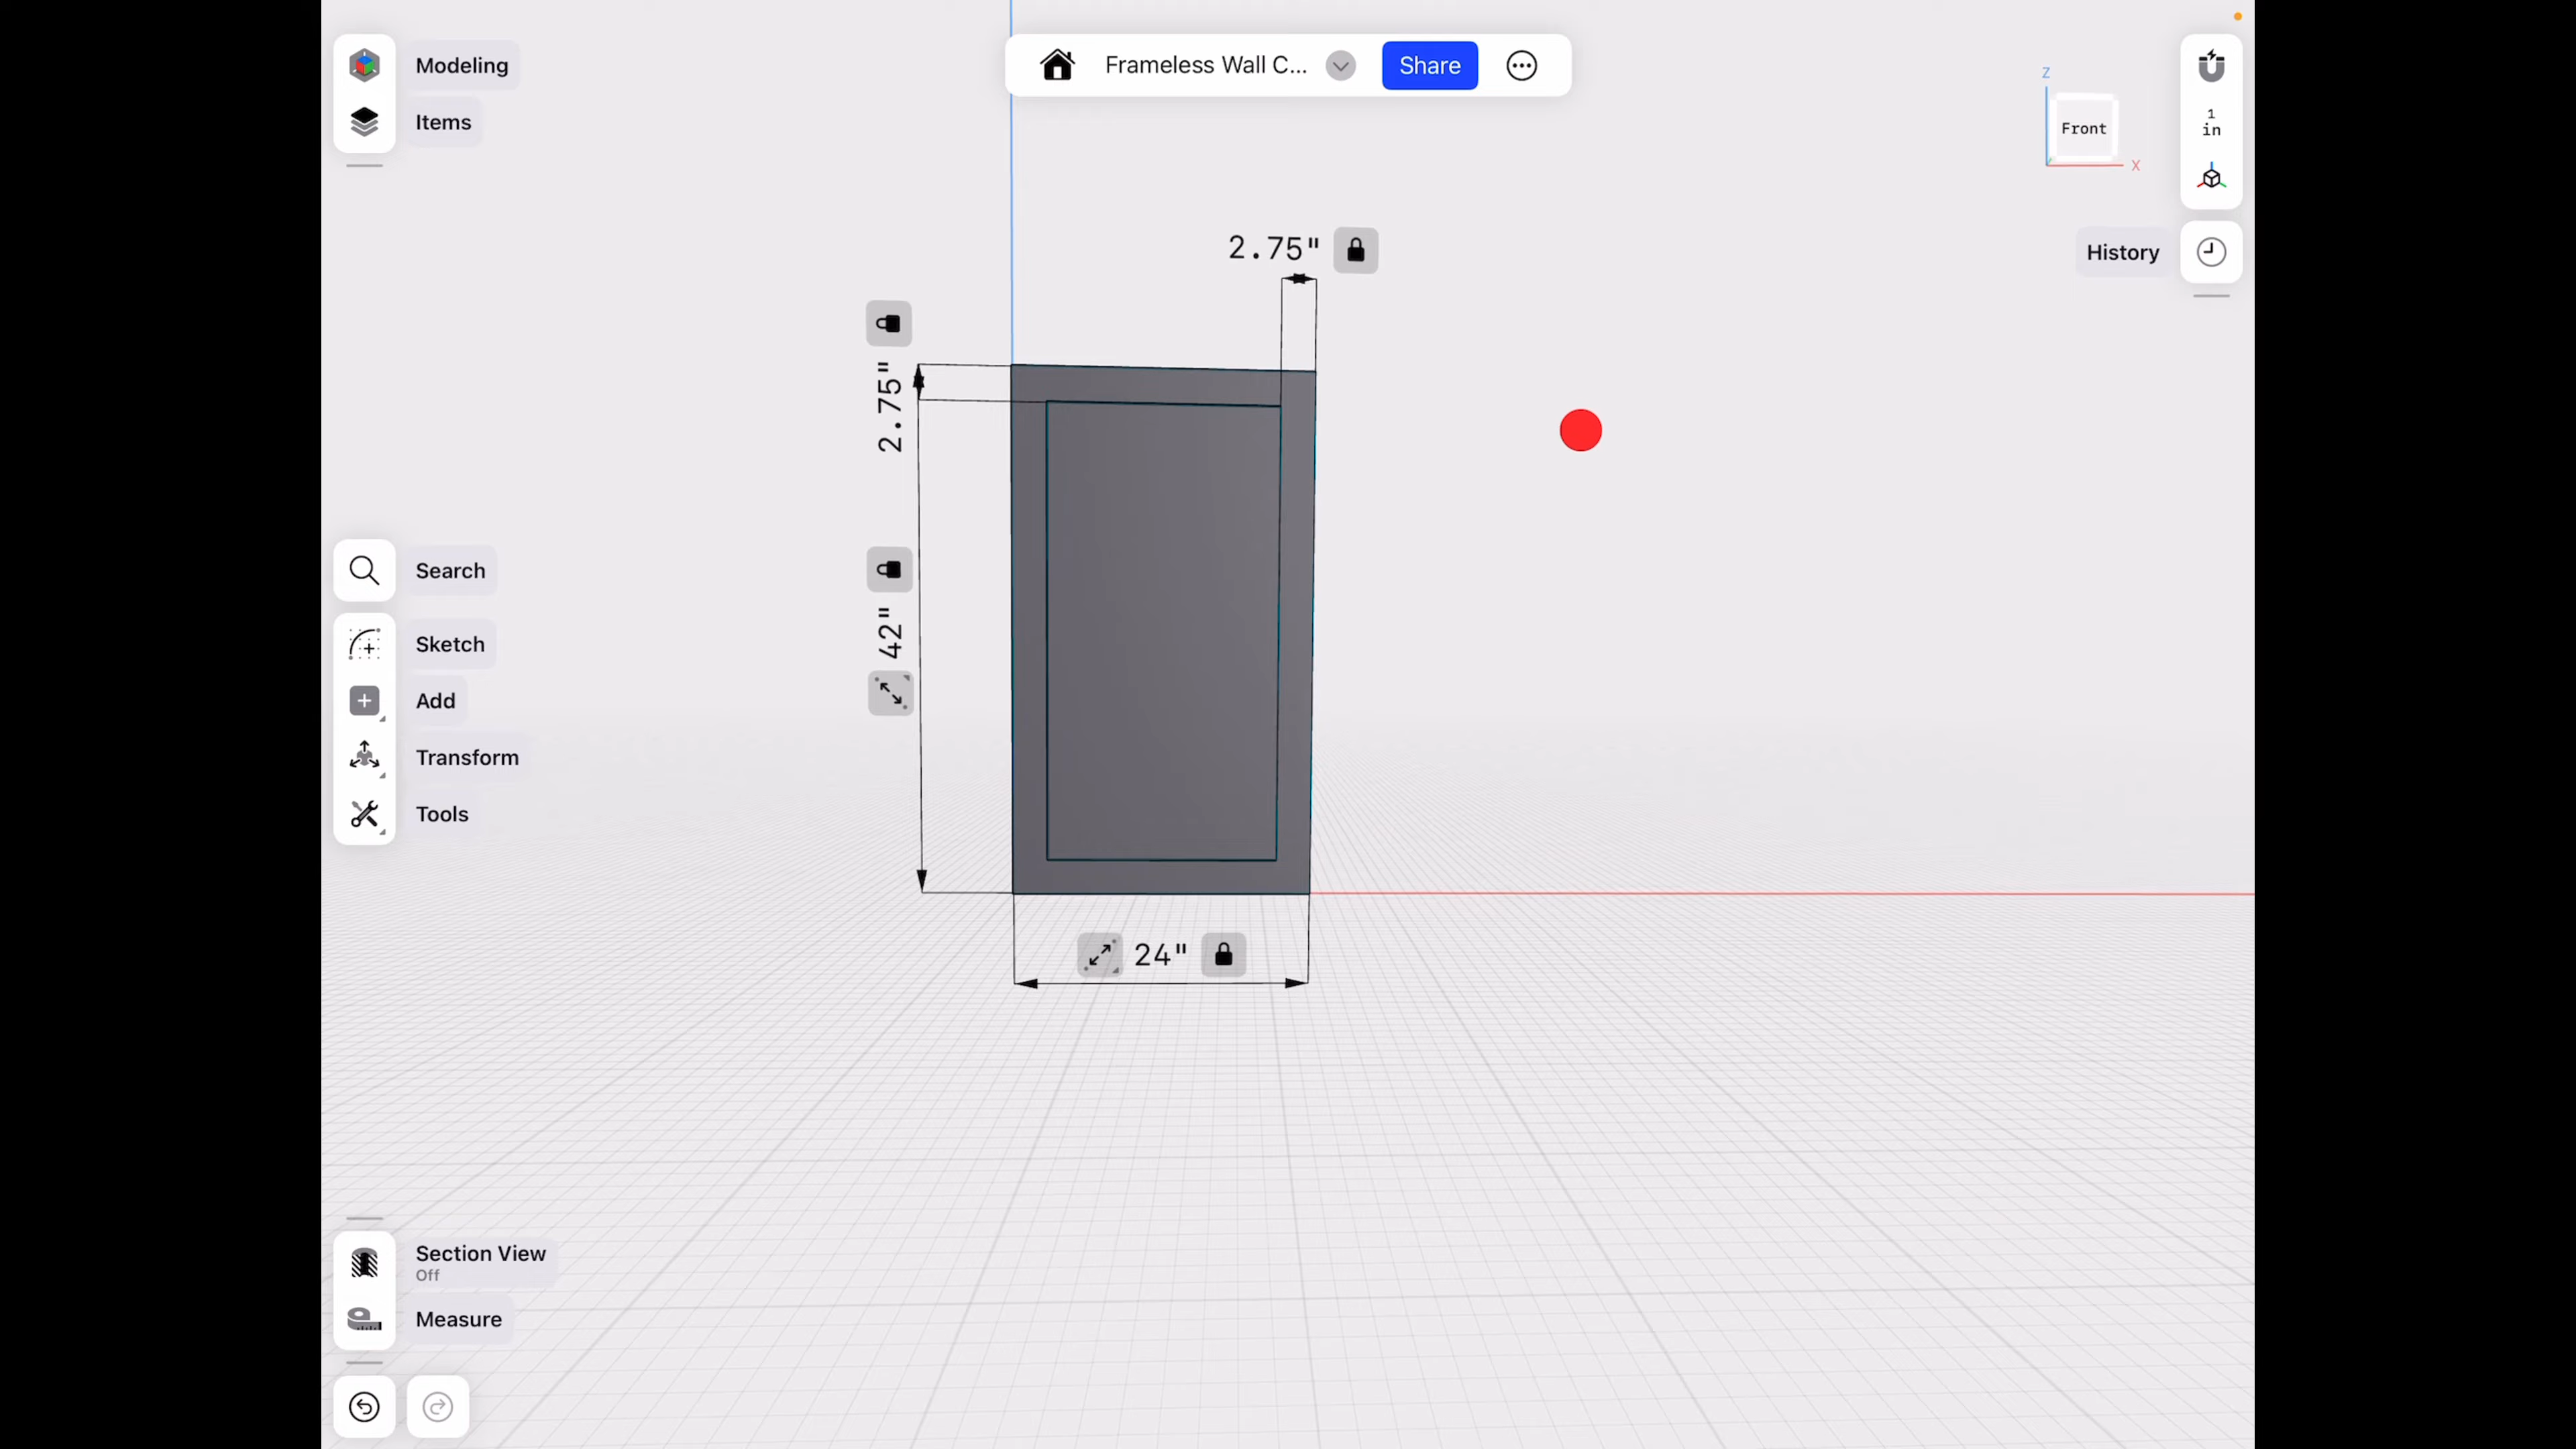 Modeling
Items
Frameless Wall C...
Share
Z
Front
X
1
in
History
2.75"
2.75"
42"
24"
Search
Sketch
Add
Transform
Tools
Section View
Off
Measure